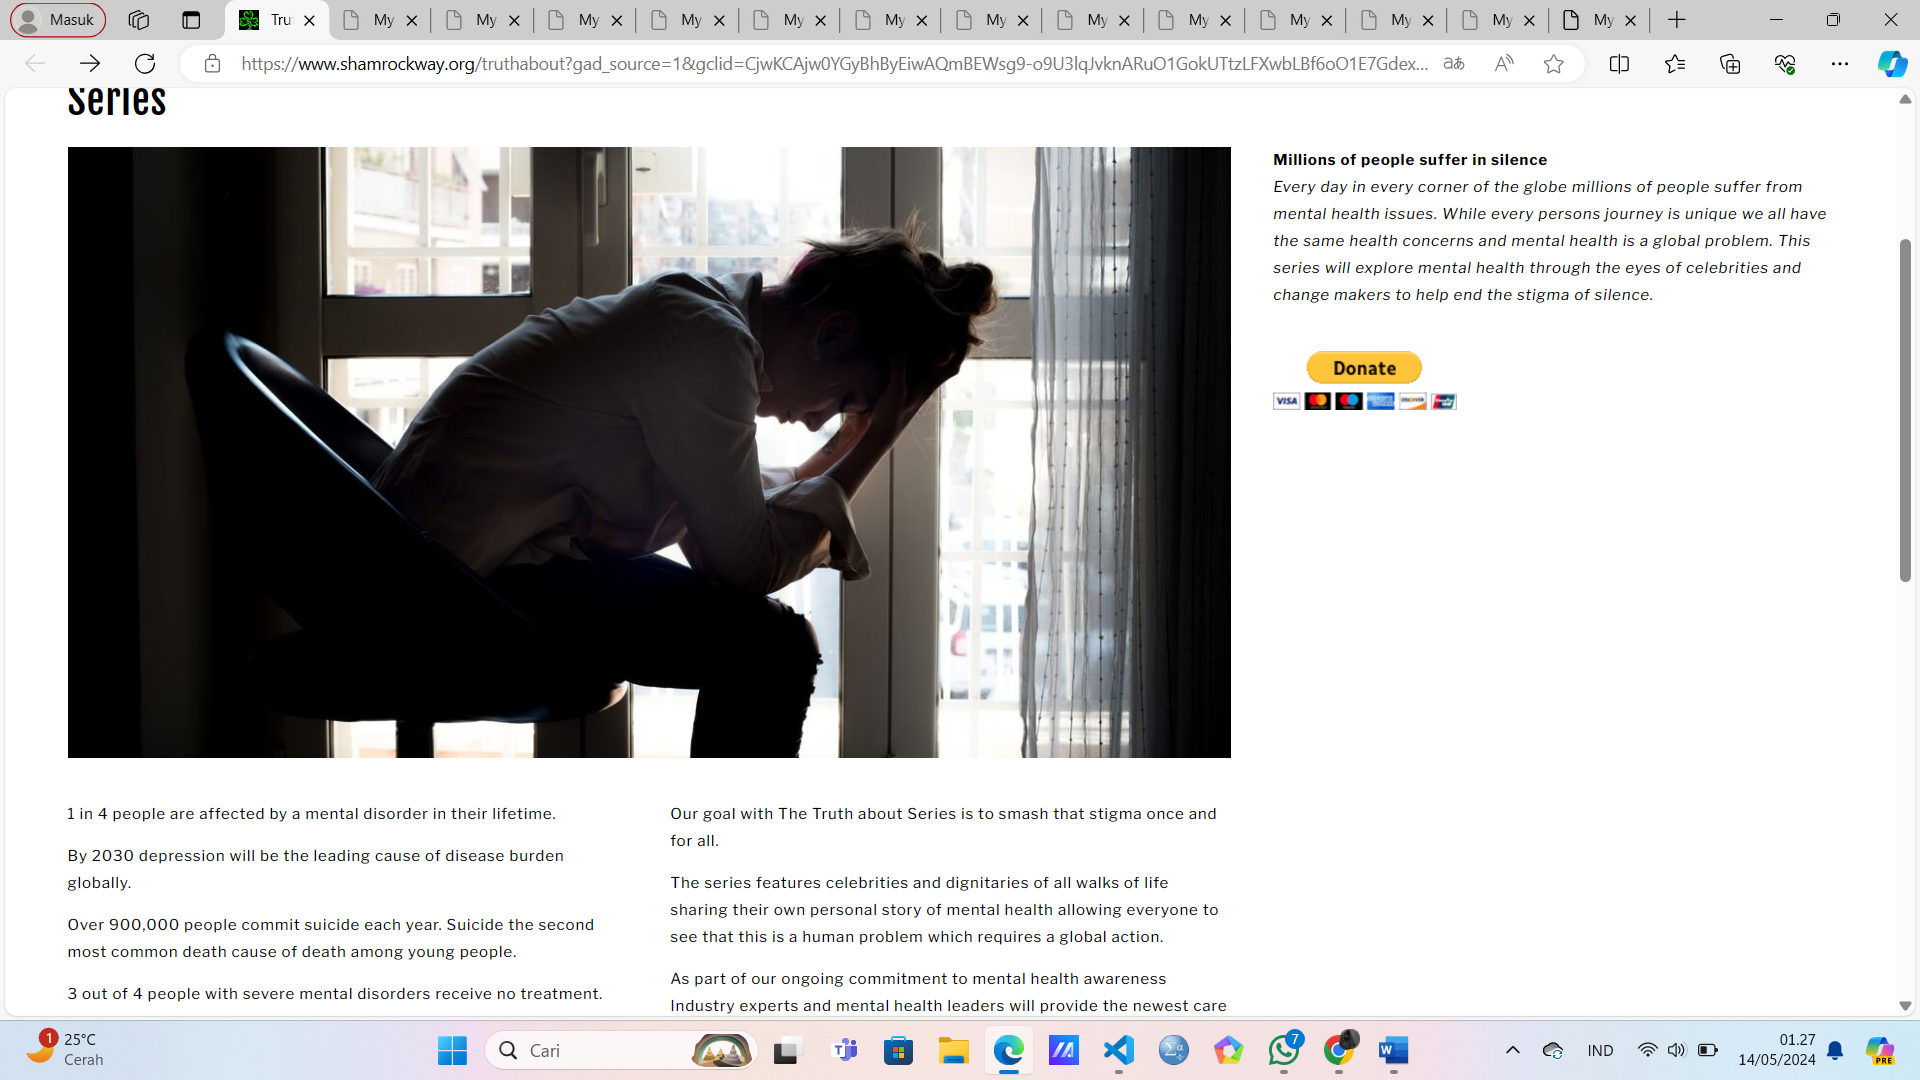 Masuk
Tru
My
My
My
My
My
My
My
My
My
My
My
My
My
https://www.shamrockway.org/truthabout?gad_source=1&gclid=CjwKCAjw0YGyBhByEiwAQmBEWsg9-o9U3lqJvknARuO1GokUTtzLFXwbLBf6oO1E7Gdex...
Series
Millions of people suffer in silence
Every day in every corner of the globe millions of people suffer from
mental health issues. While every persons journey is unique we all have
the same health concerns and mental health is a global problem. This
series will explore mental health through the eyes of celebrities and
change makers to help end the stigma of silence.
Donate
VISA
DISCOVER
1 in 4 people are affected by a mental disorder in their lifetime.
By 2030 depression will be the leading cause of disease burden
globally.
Over 900,000 people commit suicide each year. Suicide the second
most common death cause of death among young people.
3 out of 4 people with severe mental disorders receive no treatment.
Our goal with The Truth about Series is to smash that stigma once and
for all.
The series features celebrities and dignitaries of all walks of life
sharing their own personal story of mental health allowing everyone to
see that this is a human problem which requires a global action.
As part of our ongoing commitment to mental health awareness
Industry experts and mental health leaders will provide the newest care
1
25°C
Cerah
Cari
7
IND
01.27
14/05/2024
PRE